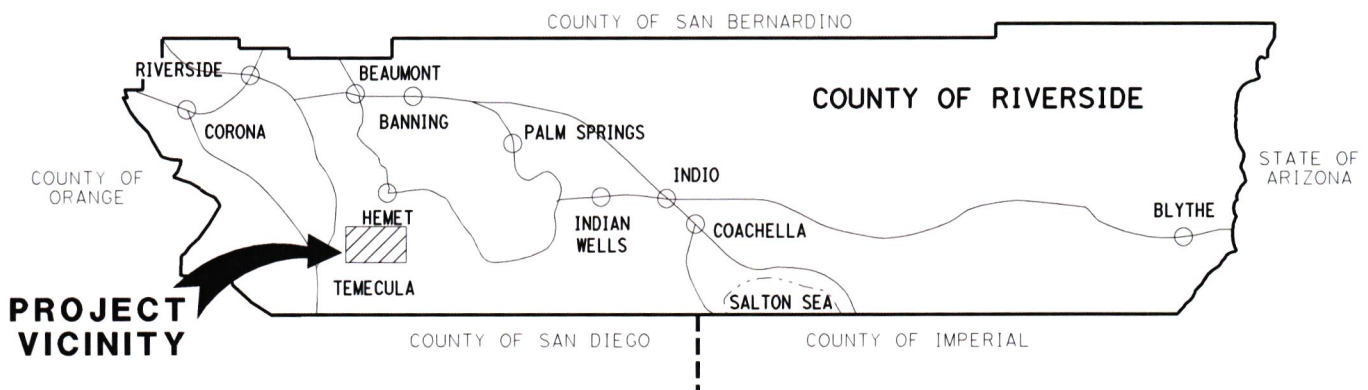 COUNTY OF SAN BERNARDINO
RIVERSIDE
BEAUMONT
COUNTY OF RIVERSIDE
CORONA
BANNING
PALM SPRINGS
STATE OF
ARIZONA
COUNTY OF
ORANGE
INDIO
HEMET
INDIAN
WELLS
COACHELLA
BLYTHE
TEMECULA
SALTON SEA
PROJECT
VICINITY
COUNTY OF SAN DIEGO
COUNTY OF IMPERIAL